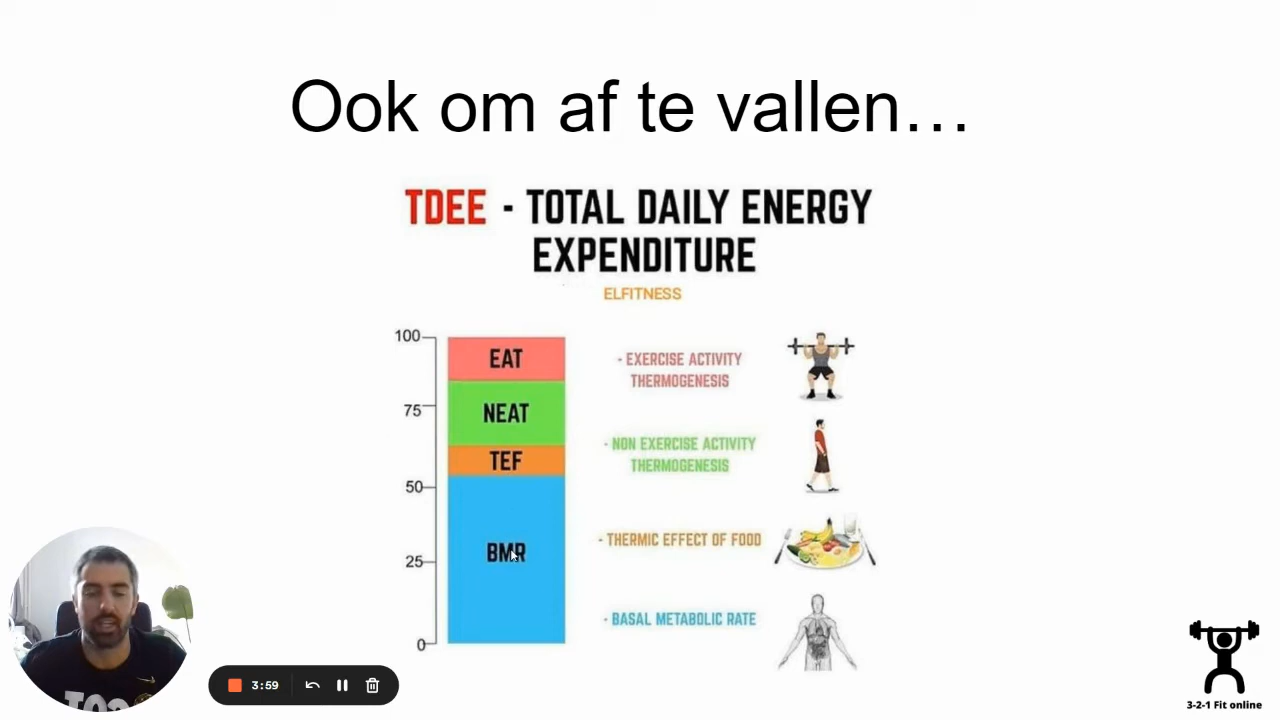 Ook om af te vallen…
TDEE - TOTAL DAILY ENERGY
EXPENDITURE
ELFITNESS
100
75
50
25
0
EAT
NEAT
TEF
BMR
- EXERCISE ACTIVITY
THERMOGENESIS
- NON EXERCISE ACTIVITY
THERMOGENESIS
- THERMIC EFFECT OF FOOD
- BASAL METABOLIC RATE
3:59
3-2-1 Fit online